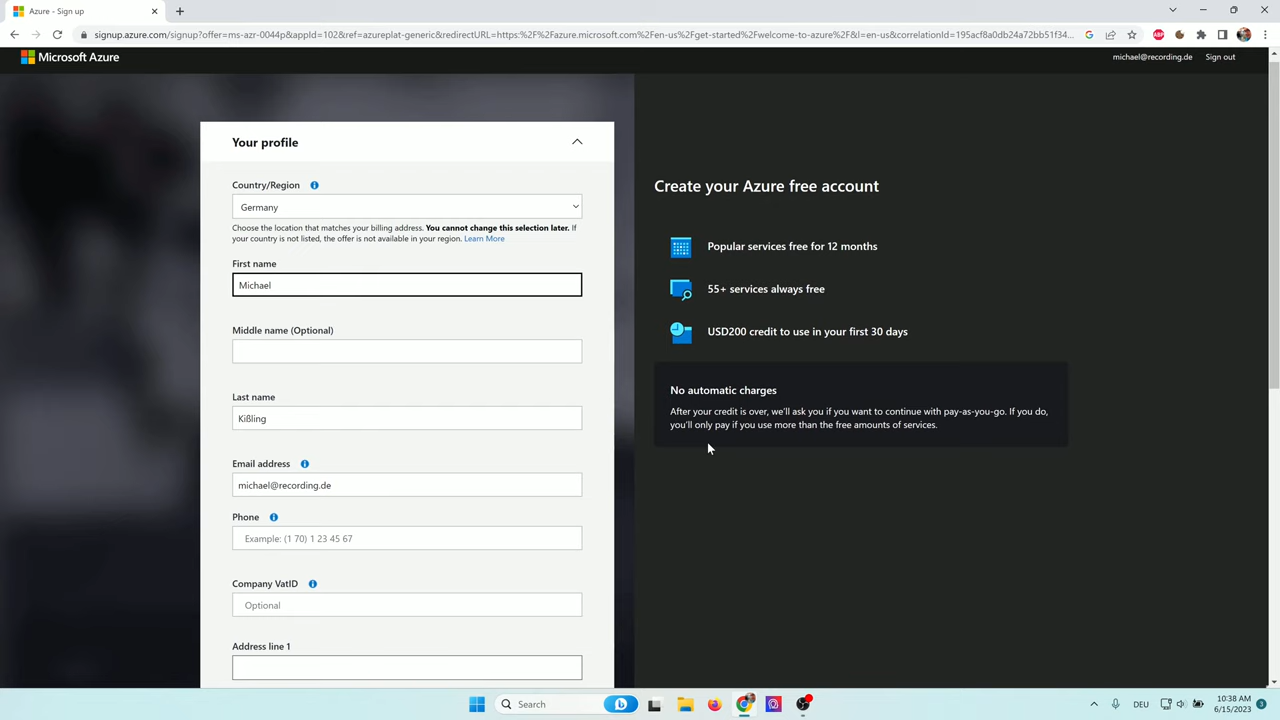 Azure - Sign up
signup.azure.com/signup?offer=ms-azr-0044p&appId=102&ref=azureplat-generic&redirectURL=https:%2F%2Fazure.microsoft.com%2Fen-us%2Fget-started%2Fwelcome-to-azure%2F&l=en-us&correlationId=195acf8a0db24a72bb51f34...
Microsoft Azure
michael@recording.de
Sign out
Your profile
Country/Region
Germany
Choose the location that matches your billing address. You cannot change this selection later. If
your country is not listed, the offer is not available in your region. Learn More
First name
Michael
Middle name (Optional)
Last name
Kißling
Email address
michael@recording.de
Phone
Example: (1 70) 1 23 45 67
Company VatID
Optional
Address line 1
Create your Azure free account
Popular services free for 12 months
55+ services always free
USD200 credit to use in your first 30 days
No automatic charges
After your credit is over, we'll ask you if you want to continue with pay-as-you-go. If you do,
you'll only pay if you use more than the free amounts of services.
Search
DEU
10:38 AM
6/15/2023